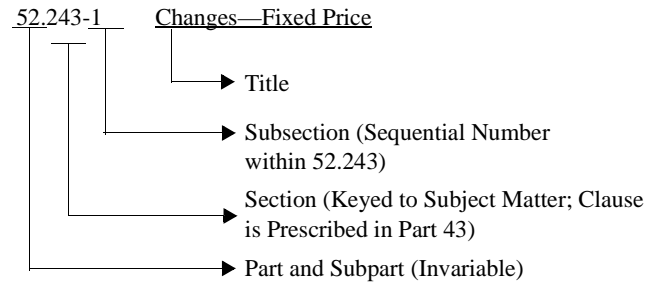 52.243-1 Changes—Fixed Price
Title
Subsection (Sequential Number
within 52.243)
Section (Keyed to Subject Matter; Clause
is Prescribed in Part 43)
Part and Subpart (Invariable)